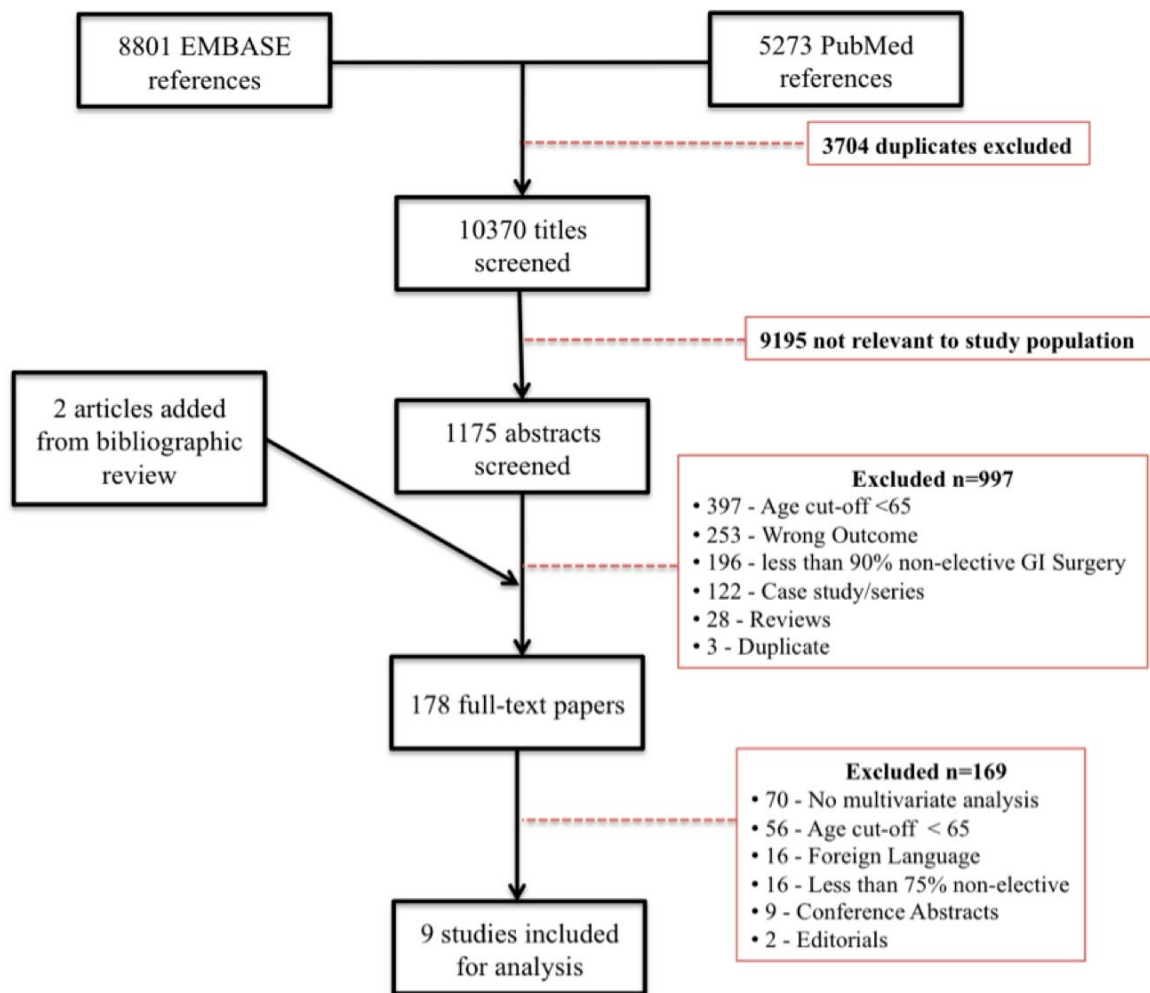 8801 EMBASE
references
5273 PubMed
references
3704 duplicates excluded
10370 titles
screened
9195 not relevant to study population
2 articles added
from bibliographic
review
1175 abstracts
screened
Excluded n=997
• 397 - Age cut-off <65
• 253 - Wrong Outcome
• 196 - less than 90% non-elective GI Surgery
• 122 - Case study/series
• 28 - Reviews
• 3 - Duplicate
178 full-text papers
Excluded n=169
• 70 - No multivariate analysis
• 56 - Age cut-off < 65
• 16 - Foreign Language
• 16 - Less than 75% non-elective
• 9 - Conference Abstracts
• 2 - Editorials
9 studies included
for analysis